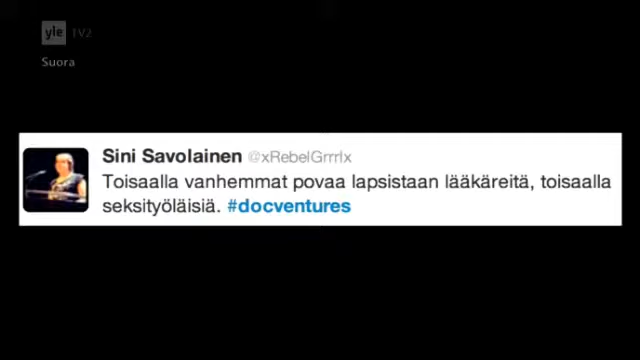 yle TV2
Suora
Sini Savolainen @xRebelGrrrlx
Toisaalla vanhemmat povaa lapsistaan lääkäreitä, toisaalla
seksityöläisiä. #docventures